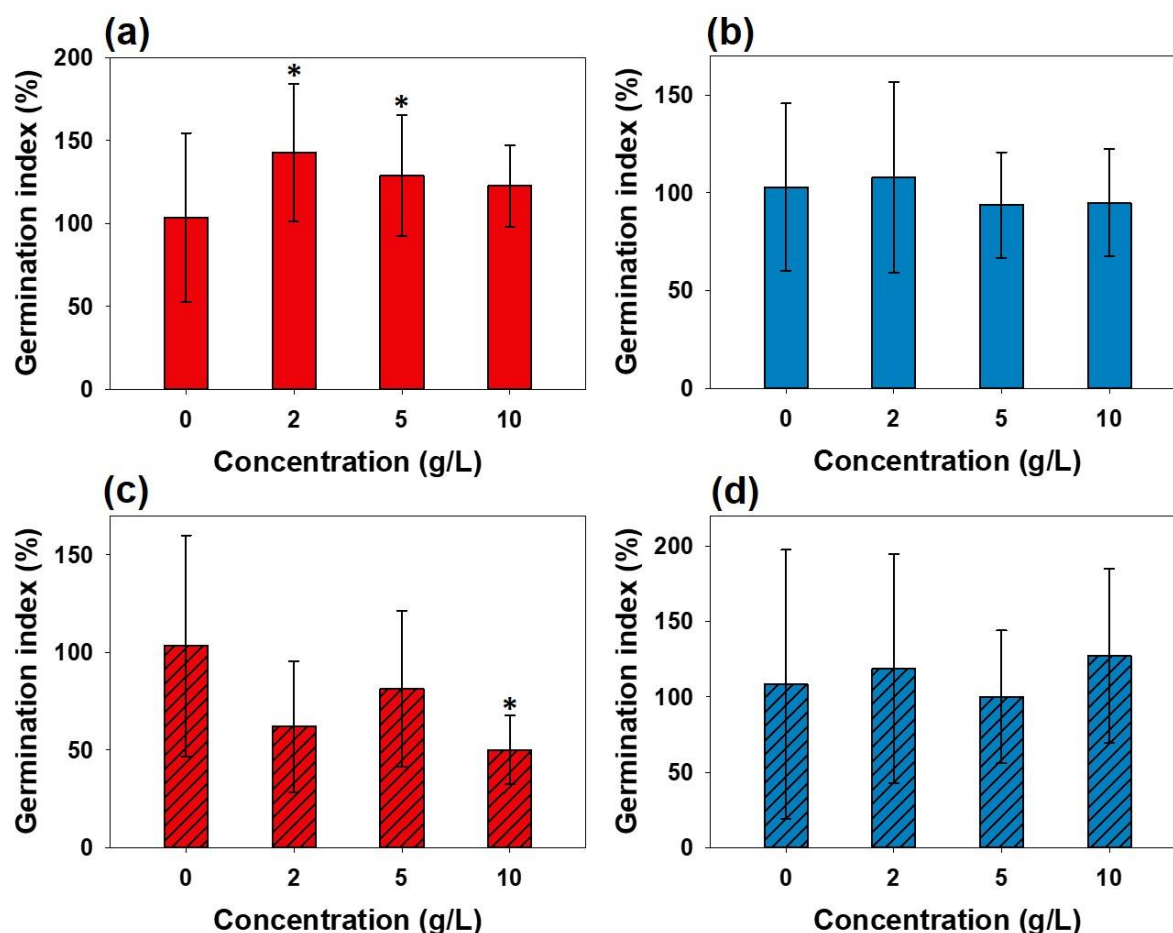 (a)
Germination index (%)
200
150
100
50
0
*
*
0 2 5 10
Concentration (g/L)
(b)
Germination index (%)
150
100
50
0
0 2 5 10
Concentration (g/L)
(c)
Germination index (%)
150
100
50
0
*
0 2 5 10
Concentration (g/L)
(d)
Germination index (%)
200
150
100
50
0
0 2 5 10
Concentration (g/L)